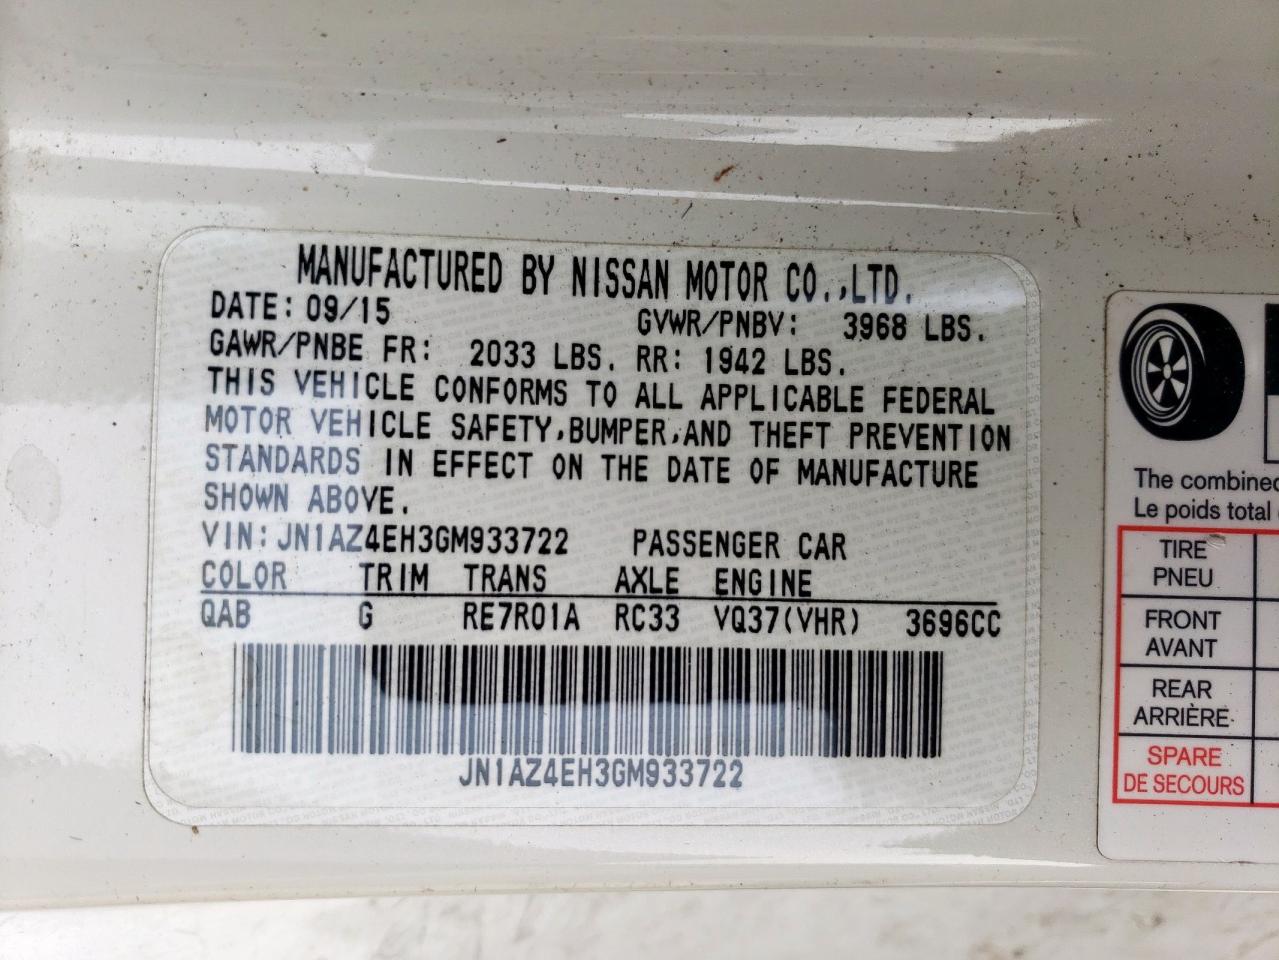 MANUFACTURED BY NISSAN MOTOR CO.,LTD.
DATE: 09/15
GVWR/PNBV: 3968 LBS.
GAWR/PNBE FR: 2033 LBS. RR: 1942 LBS.
THIS VEHICLE CONFORMS TO ALL APPLICABLE FEDERAL
MOTOR VEHICLE SAFETY,BUMPER,AND THEFT PREVENTION
STANDARDS IN EFFECT ON THE DATE OF MANUFACTURE
SHOWN ABOVE.
VIN: JN1AZ4EH3GM933722 PASSENGER CAR
COLOR TRIM TRANS AXLE ENGINE
QAB G RE7R01A RC33 VQ37(VHR) 3696CC
JN1AZ4EH3GM933722
The combined
Le poids total
TIRE
PNEU
FRONT
AVANT
REAR
ARRIÈRE
SPARE
DE SECOURS